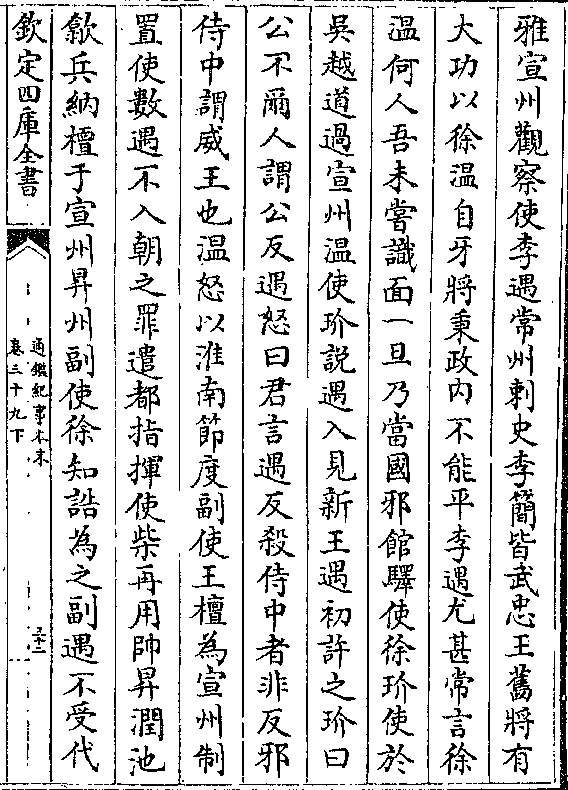 雅宣州觀察使李遇常州刺史李簡皆武忠王舊將有
大功以徐溫自牙將秉政内不能平李遇尤甚常言徐
溫何人吾未嘗識面一旦乃當國邪館驛使徐玠使於
吳越道過宣州溫使玠説遇入見新王遇初許之玠曰
公不爾人謂公反遇怒曰君言遇反殺侍中者非反邪
侍中謂威王也溫怒以淮南節度副使王檀為宣州制
置使數遇不入朝之罪遣都指揮使柴再用帥昇潤池
歙兵納檀于宣州昇州副使徐知誥為之副遇不受代
欽定四庫全書
通鑑紀事本末
卷三十九下
三十二